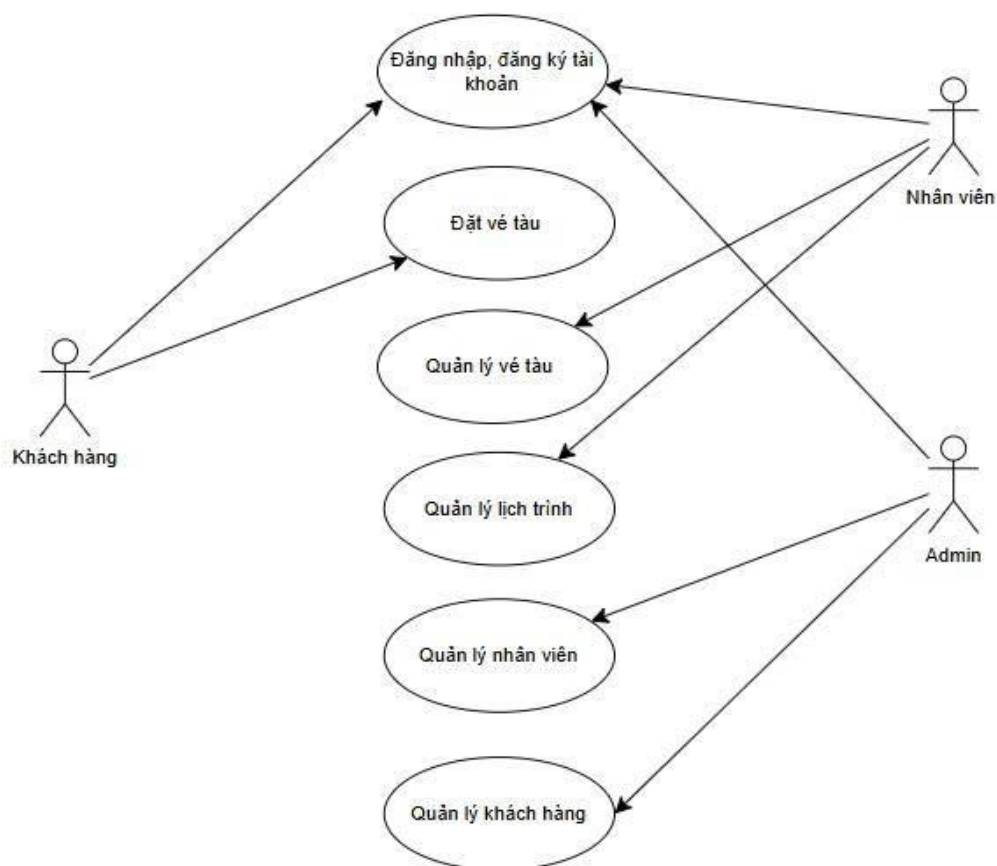 Đăng nhập, đăng ký tài
khoản
Nhân viên
Đặt vé tàu
Quản lý vé tàu
Khách hàng
Quản lý lịch trình
Admin
Quản lý nhân viên
Quản lý khách hàng